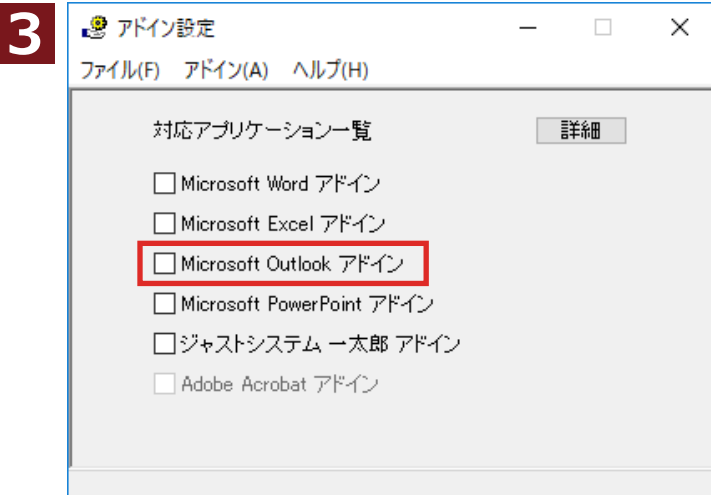 3
アドイン設定
ファイル(F) アドイン(A) ヘルプ(H)
対応アプリケーション一覧 詳細
Microsoft Word アドイン
Microsoft Excel アドイン
Microsoft Outlook アドイン
Microsoft PowerPoint アドイン
ジャストシステム 一太郎 アドイン
Adobe Acrobat アドイン